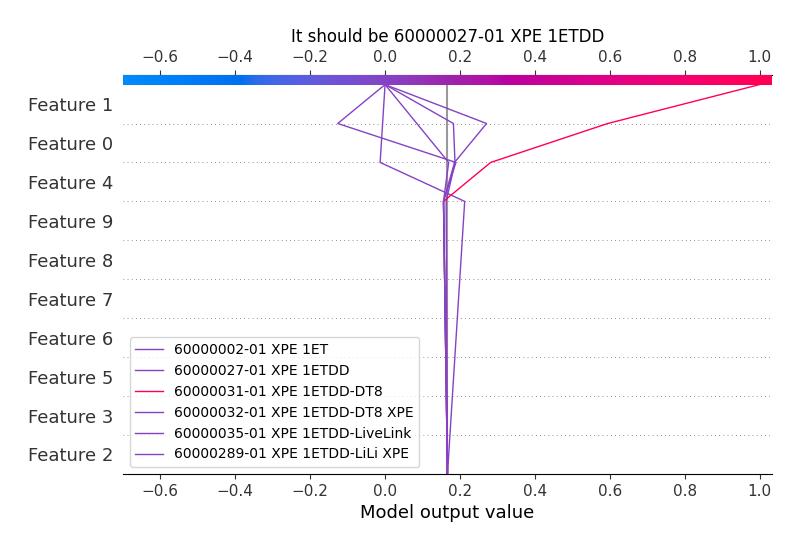 It should be 60000027-01 XPE 1ETDD
−0.6 −0.4 −0.2 0.0 0.2 0.4 0.6 0.8 1.0
Feature 1
Feature 0
Feature 4
Feature 9
Feature 8
Feature 7
Feature 6
Feature 5
Feature 3
Feature 2
60000002-01 XPE 1ET
60000027-01 XPE 1ETDD
60000031-01 XPE 1ETDD-DT8
60000032-01 XPE 1ETDD-DT8 XPE
60000035-01 XPE 1ETDD-LiveLink
60000289-01 XPE 1ETDD-LiLi XPE
−0.6 −0.4 −0.2 0.0 0.2 0.4 0.6 0.8 1.0
Model output value